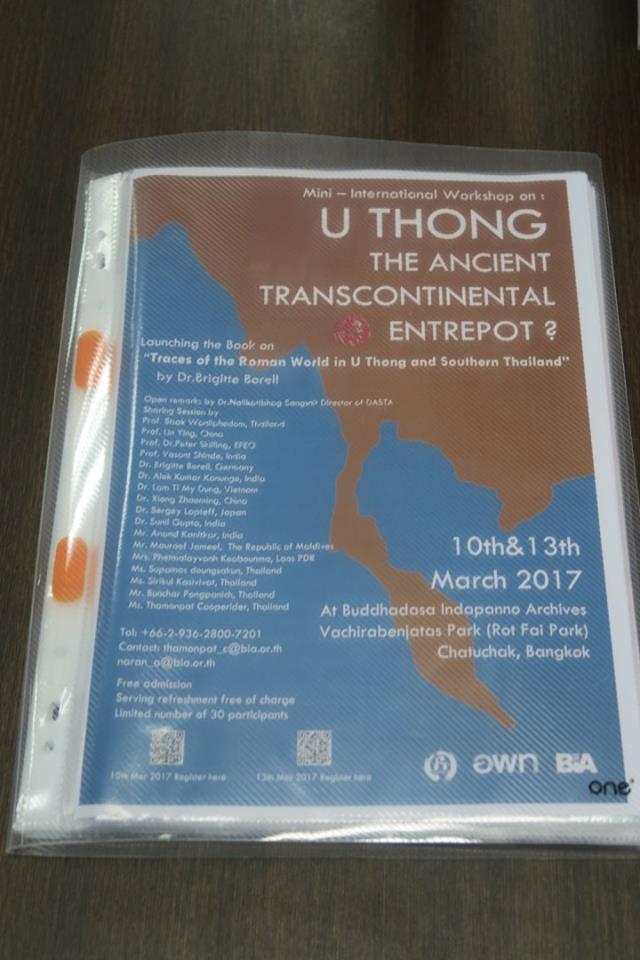 Mini – International Workshop on :
U THONG
THE ANCIENT
TRANSCONTINENTAL
ENTREPOT ?
Launching the Book on
"Traces of the Roman World in U Thong and Southern Thailand"
by Dr.Brigitte Borell
Open remarks by Dr.Nalikatibhag Sangsnit Director of DASTA
Sharing Session by
Prof. Srisak Wanliphodom, Thailand
Prof. Lin Ying, China
Prof. Dr.Peter Skilling, EFEO
Prof. Vasant Shinde, India
Dr. Brigitte Borell, Germany
Dr. Alok Kumar Kanungo, India
Dr. Lam Ti My Dung, Vietnam
Dr. Xiong Zhaoming, China
Dr. Sergey Lapteff, Japan
Dr. Sunil Gupta, India
Mr. Anand Kanitkar, India
Mr. Mauroof Jameel, The Republic of Maldives
Mrs. Phetmalayvanh Keobounma, Laos PDR
Ms. Supamas doungsakun, Thailand
Ms. Sirikul Kasivivat, Thailand
Mr. Bunchar Pongpanich, Thailand
Ms. Thamonpat Cooperider, Thailand
10th&13th
March 2017
At Buddhadasa Indapanno Archives
Vachirabenjatas Park (Rot Fai Park)
Chatuchak, Bangkok
Tel: +66-2-936-2800-7201
Contact: thamonpat_c@bia.or.th
naran_o@bia.or.th
Free admission
Serving refreshment free of charge
Limited number of 30 participants
10th Mar 2017 Register here
13th Mar 2017 Register here
BIA
one